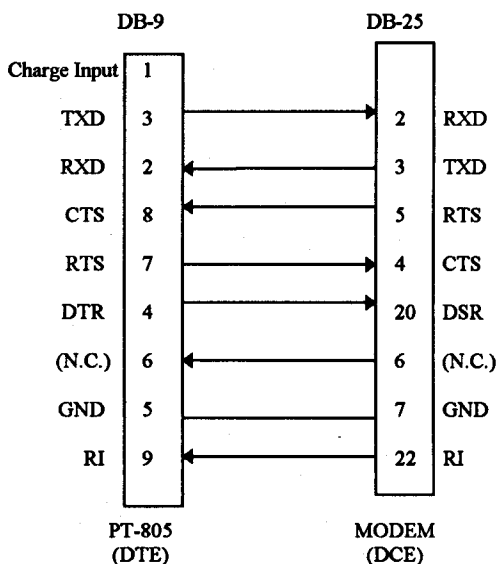 DB-9 DB-25
Charge Input 1
TXD 3 2 RXD
RXD 2 3 TXD
CTS 8 5 RTS
RTS 7 4 CTS
DTR 4 20 DSR
(N.C.) 6 6 (N.C.)
GND 5 7 GND
RI 9 22 RI
PT-805 MODEM
(DTE) (DCE)